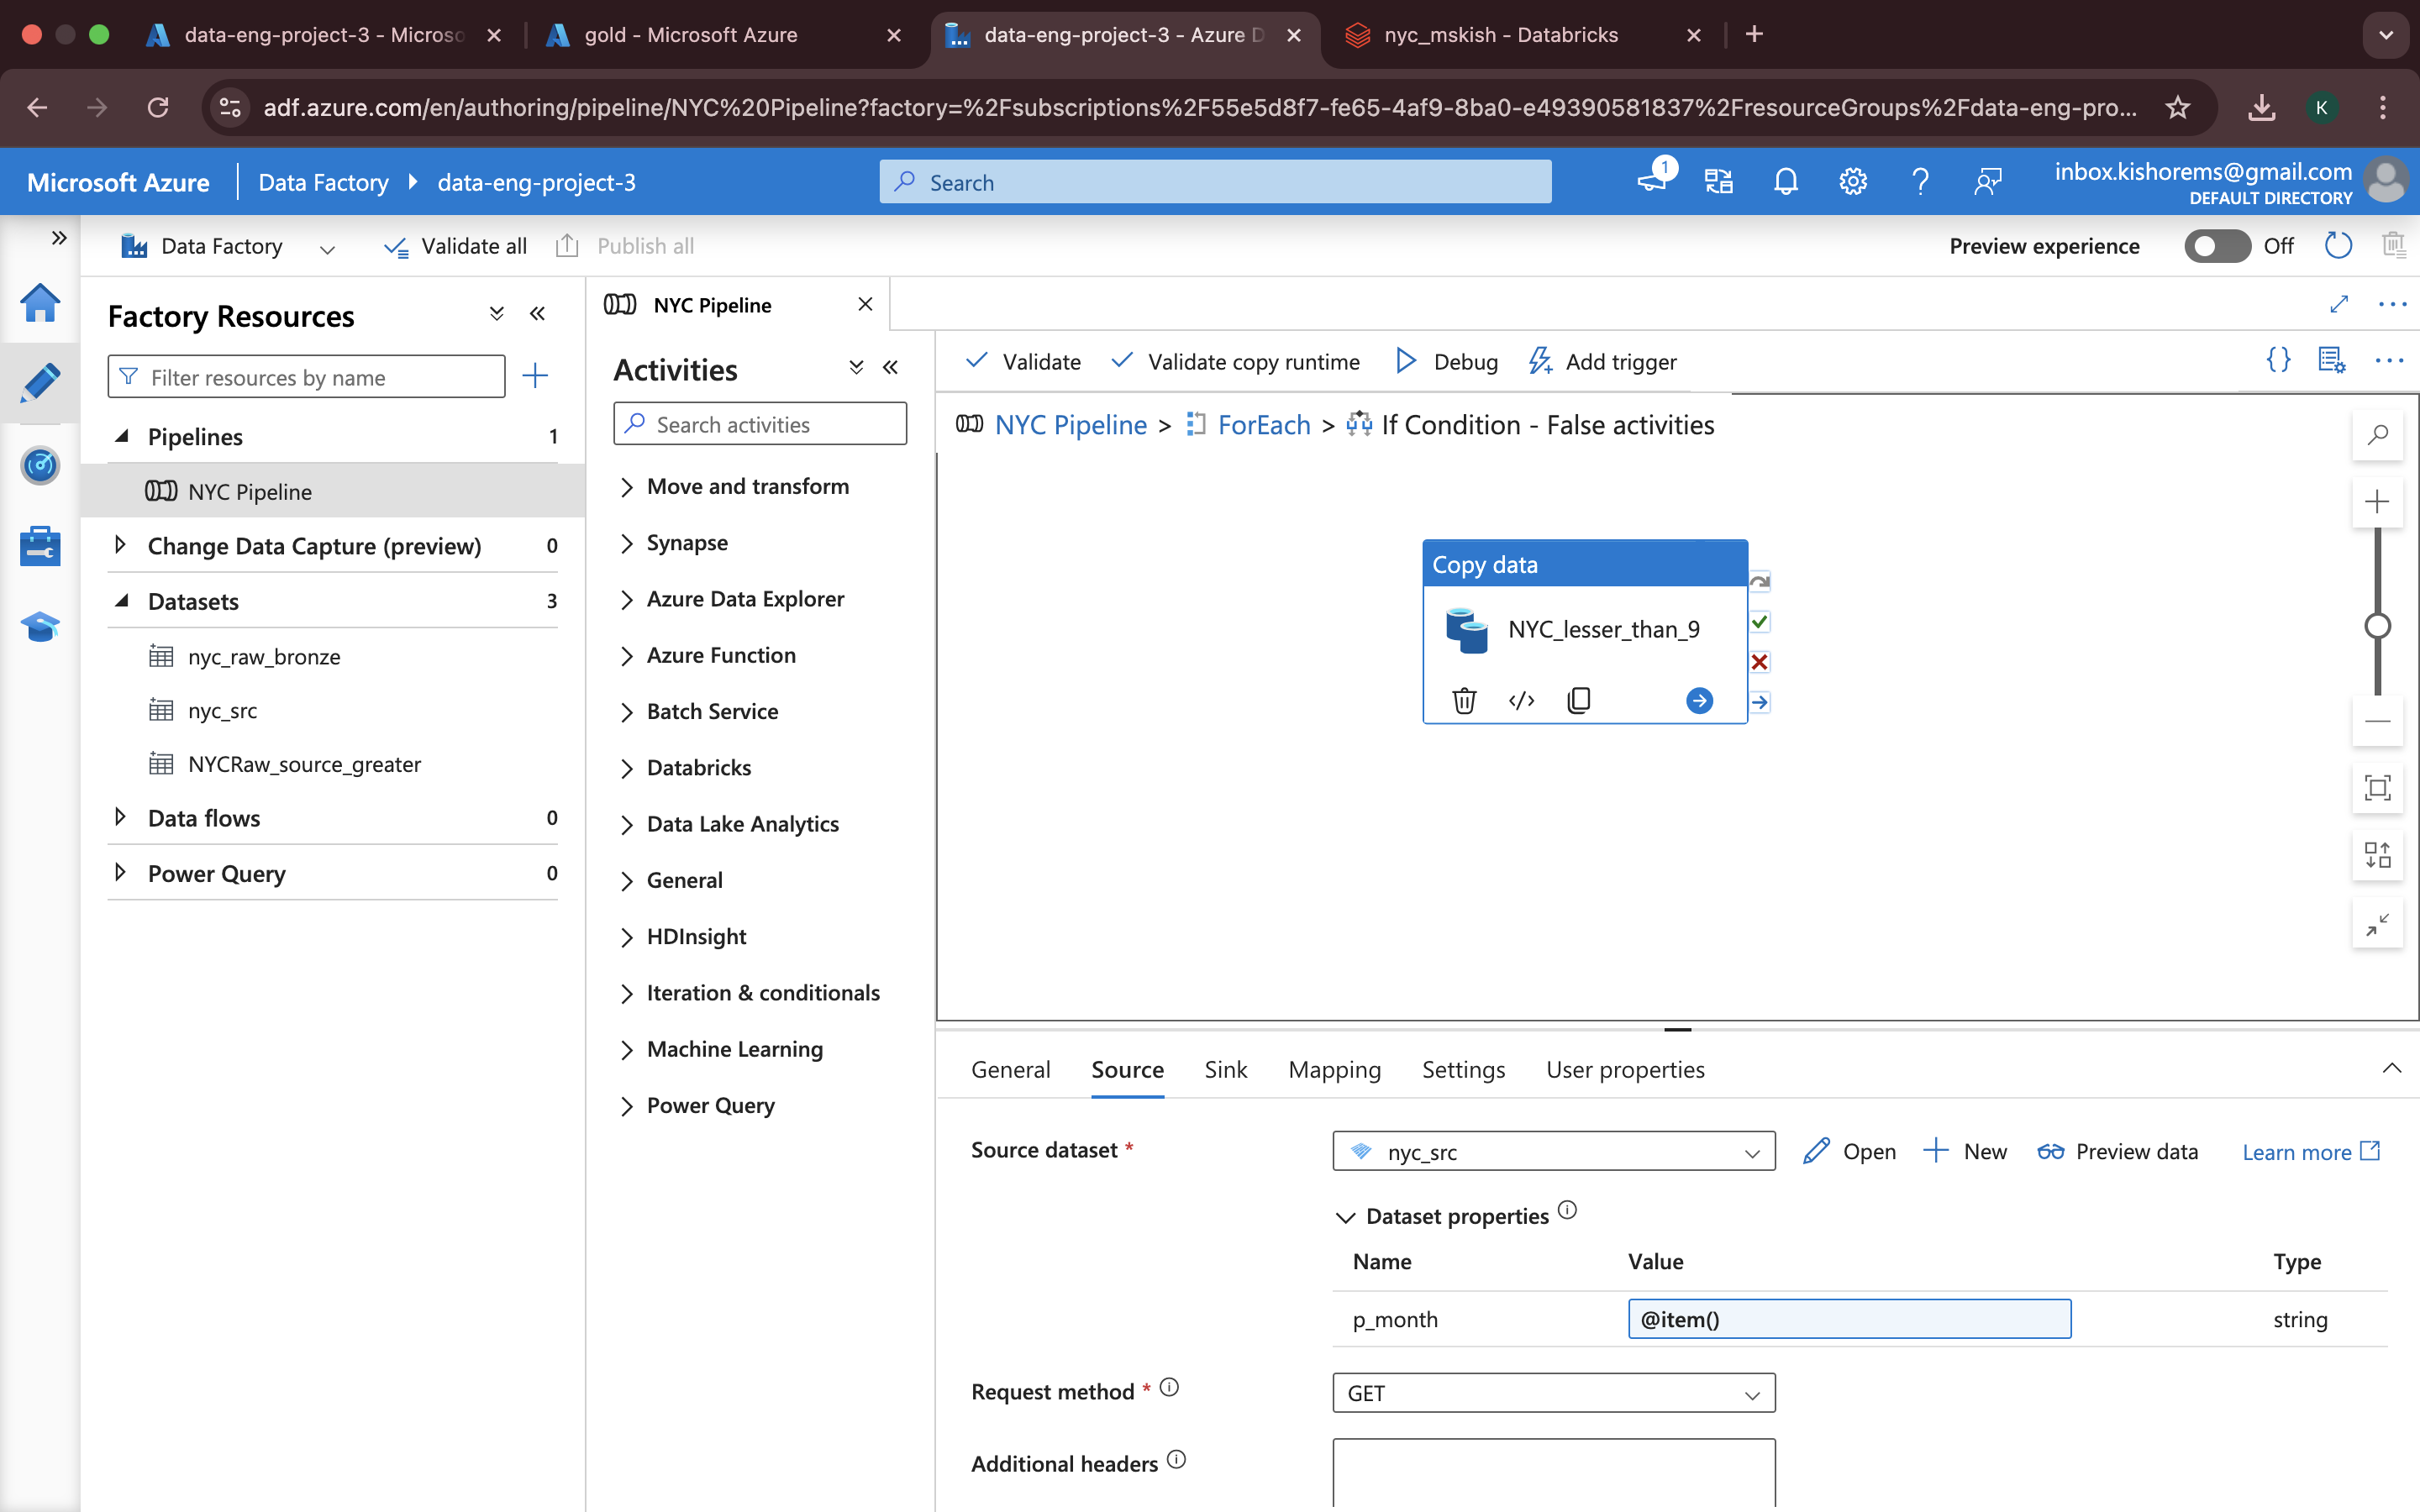 data-eng-project-3 - Microso
gold - Microsoft Azure
data-eng-project-3 - Azure D
nyc_mskish - Databricks
adf.azure.com/en/authoring/pipeline/NYC%20Pipeline?factory=%2Fsubscriptions%2F55e5d8f7-fe65-4af9-8ba0-e49390581837%2FresourceGroups%2Fdata-eng-pro...
K
Microsoft Azure
Data Factory
data-eng-project-3
Search
1
inbox.kishorems@gmail.com
DEFAULT DIRECTORY
Data Factory
Validate all
Publish all
Preview experience
Off
Factory Resources
Filter resources by name
Pipelines
1
NYC Pipeline
Change Data Capture (preview)
0
Datasets
3
nyc_raw_bronze
nyc_src
NYCRaw_source_greater
Data flows
0
Power Query
0
NYC Pipeline
Activities
Search activities
Move and transform
Synapse
Azure Data Explorer
Azure Function
Batch Service
Databricks
Data Lake Analytics
General
HDInsight
Iteration & conditionals
Machine Learning
Power Query
Validate
Validate copy runtime
Debug
Add trigger
NYC Pipeline > ForEach > If Condition - False activities
Copy data
NYC_lesser_than_9
General
Source
Sink
Mapping
Settings
User properties
Source dataset *
nyc_src
Open
New
Preview data
Learn more
Dataset properties
Name
Value
Type
p_month
@item()
string
Request method *
GET
Additional headers